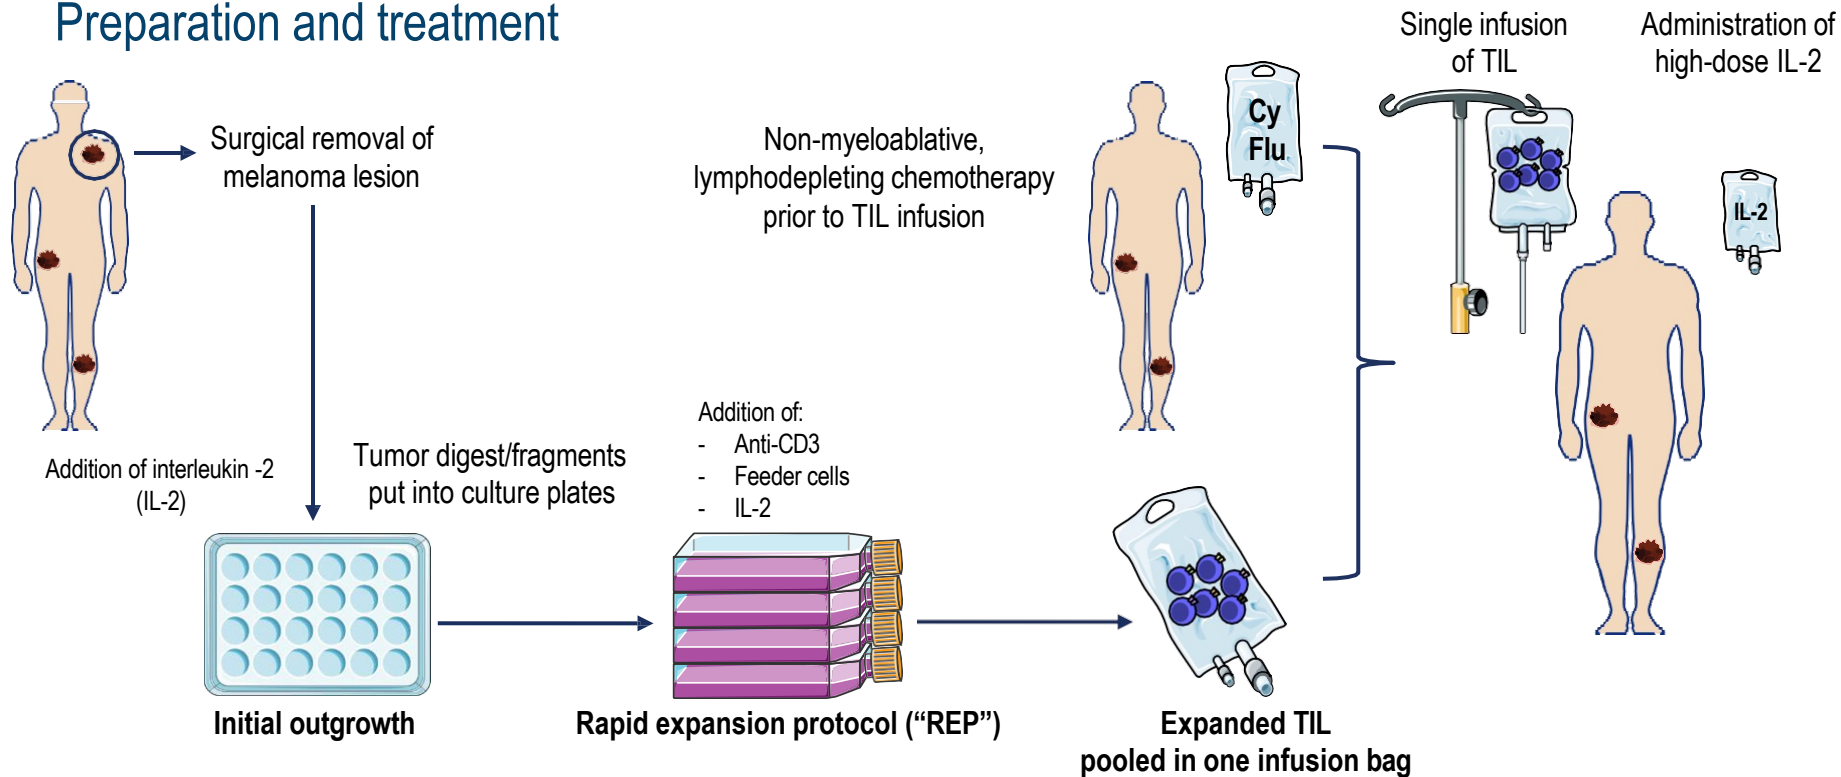 Preparation and treatment
Surgical removal of
melanoma lesion
Addition of interleukin -2
(IL-2)
Tumor digest/fragments
put into culture plates
Initial outgrowth
Addition of:
- Anti-CD3
- Feeder cells
- IL-2
Rapid expansion protocol (“REP”)
Non-myeloablative,
lymphodepleting chemotherapy
prior to TIL infusion
Cy
Flu
Expanded TIL
pooled in one infusion bag
Single infusion
of TIL
Administration of
high-dose IL-2
IL-2